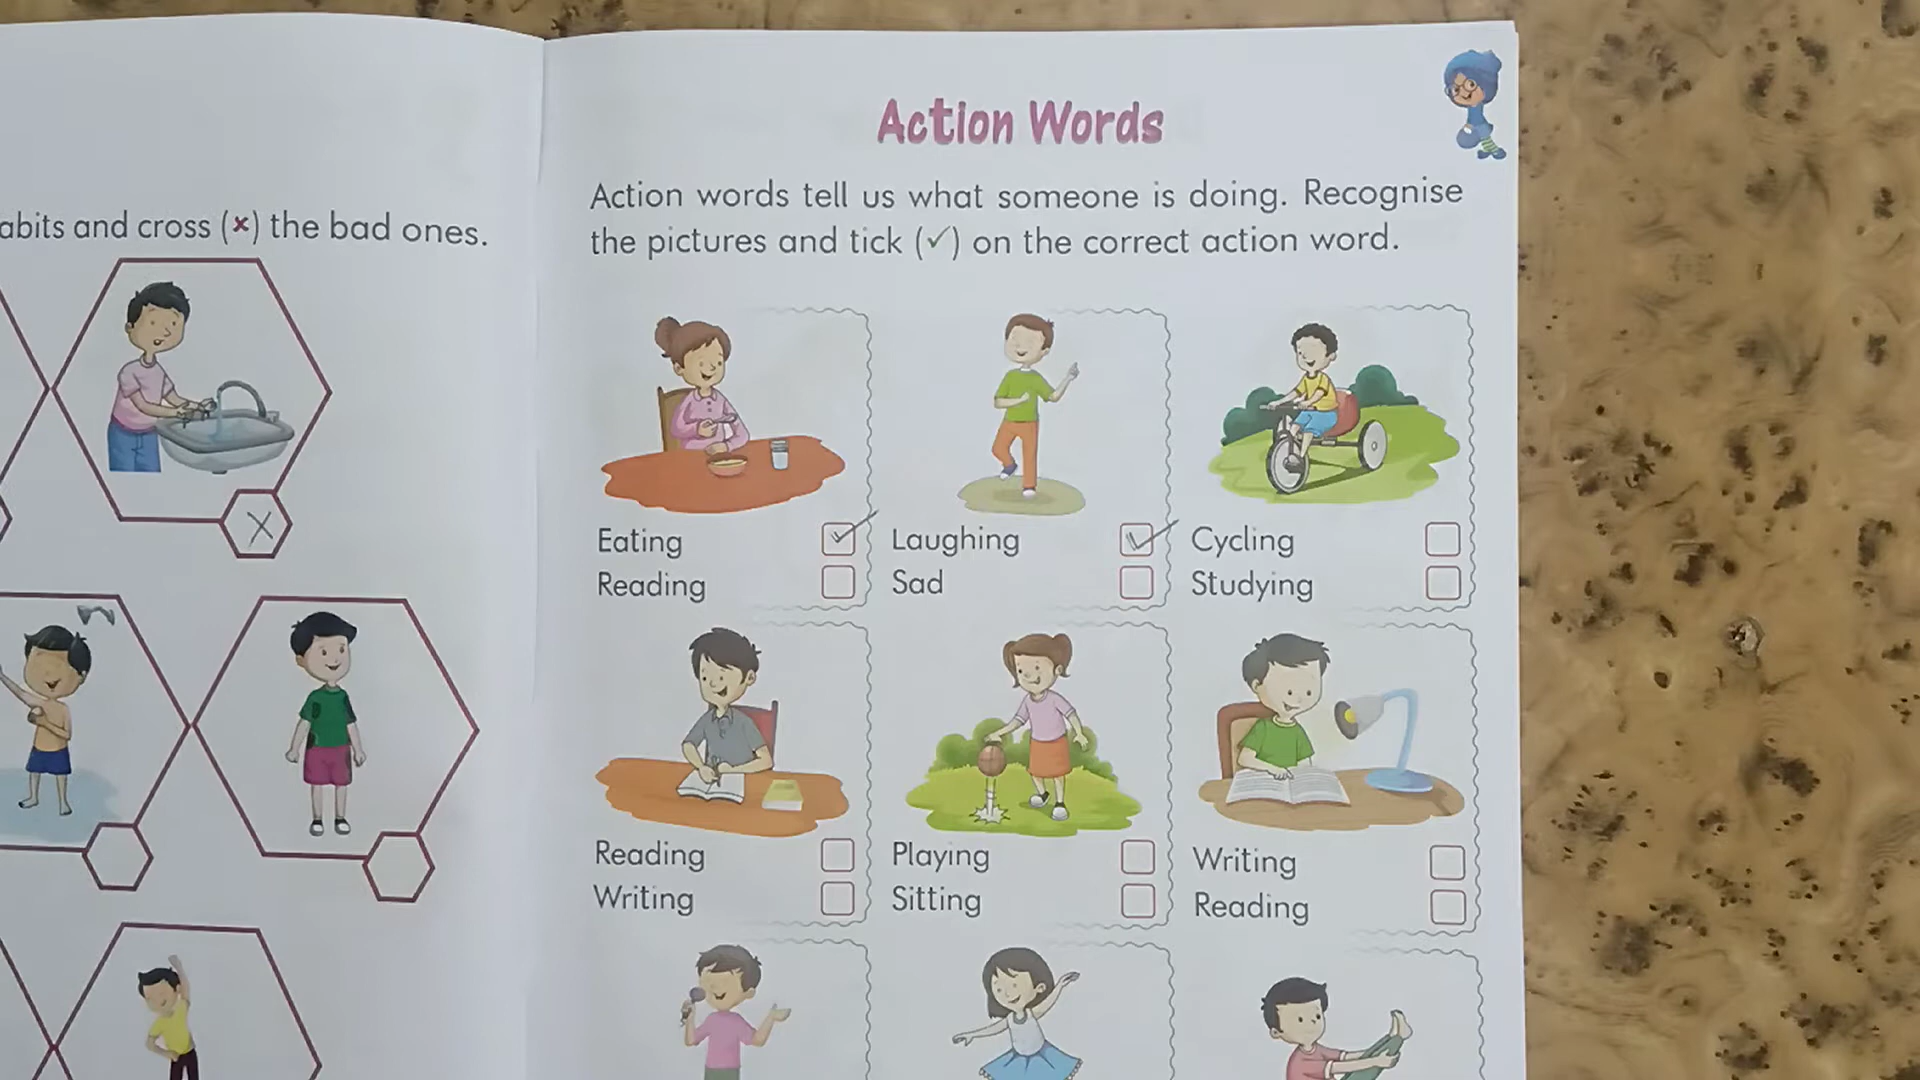 abits and cross (×) the bad ones.
Action Words
Action words tell us what someone is doing. Recognise
the pictures and tick (✓) on the correct action word.
Eating
Reading
Laughing
Sad
Cycling
Studying
Reading
Writing
Playing
Sitting
Writing
Reading